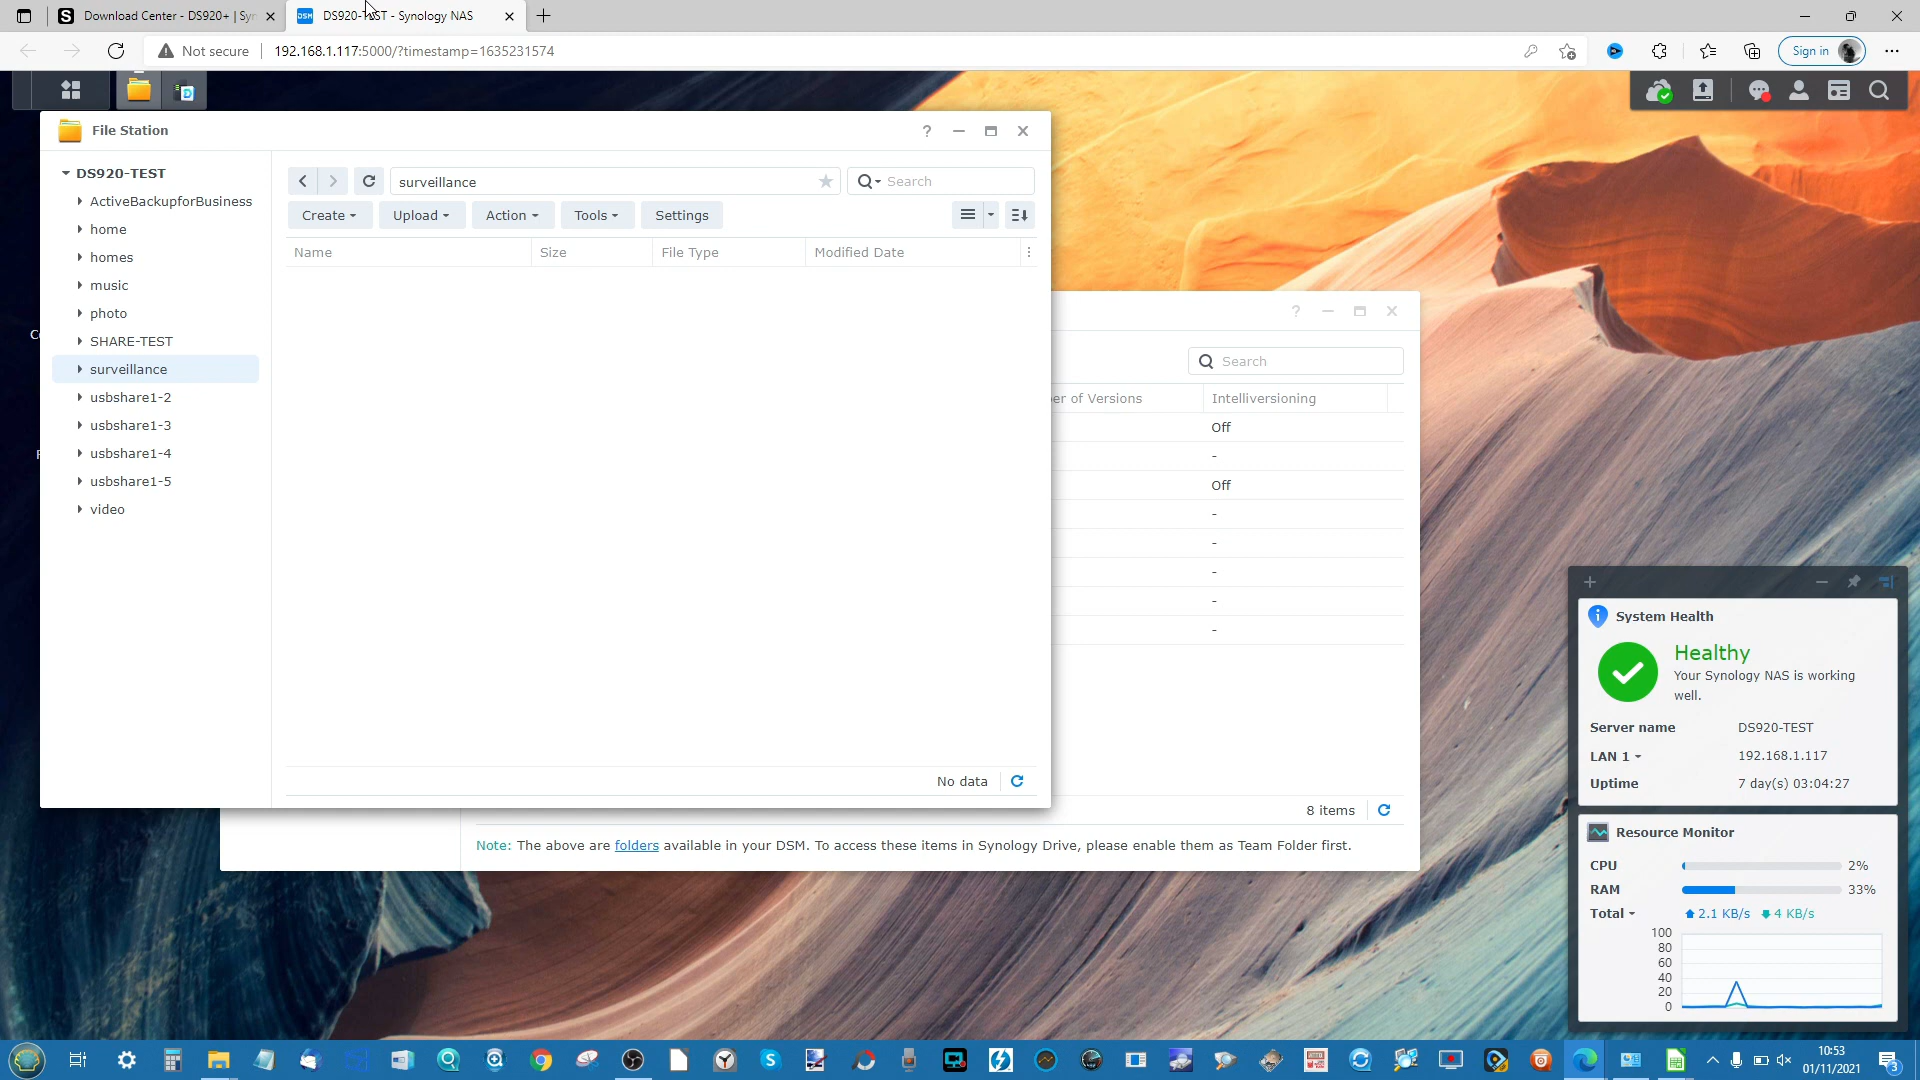 Download Center - DS920+ | Syn
DS920-TEST - Synology NAS
Not secure
192.168.1.117:5000/?timestamp=1635231574
Sign in
File Station
DS920-TEST
ActiveBackupforBusiness
home
homes
music
photo
SHARE-TEST
surveillance
usbshare1-2
usbshare1-3
usbshare1-4
usbshare1-5
video
surveillance
Search
Create
Upload
Action
Tools
Settings
Name
Size
File Type
Modified Date
No data
Search
er of Versions
Intelliversioning
Off
-
Off
-
-
-
-
-
8 items
Note: The above are folders available in your DSM. To access these items in Synology Drive, please enable them as Team Folder first.
System Health
Healthy
Your Synology NAS is working
well.
Server name DS920-TEST
LAN 1 192.168.1.117
Uptime 7 day(s) 03:04:27
Resource Monitor
CPU 2%
RAM 33%
Total 2.1 KB/s 4 KB/s
100
80
60
40
20
0
10:53
01/11/2021
3